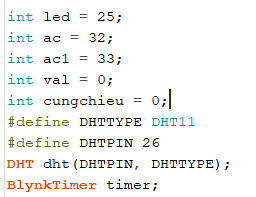 int led = 25;
int ac = 32;
int ac1 = 33;
int val = 0;
int cungchieu = 0;
#define DHTTYPE DHT11
#define DHTPIN 26
DHT dht(DHTPIN, DHTTYPE);
BlynkTimer timer;